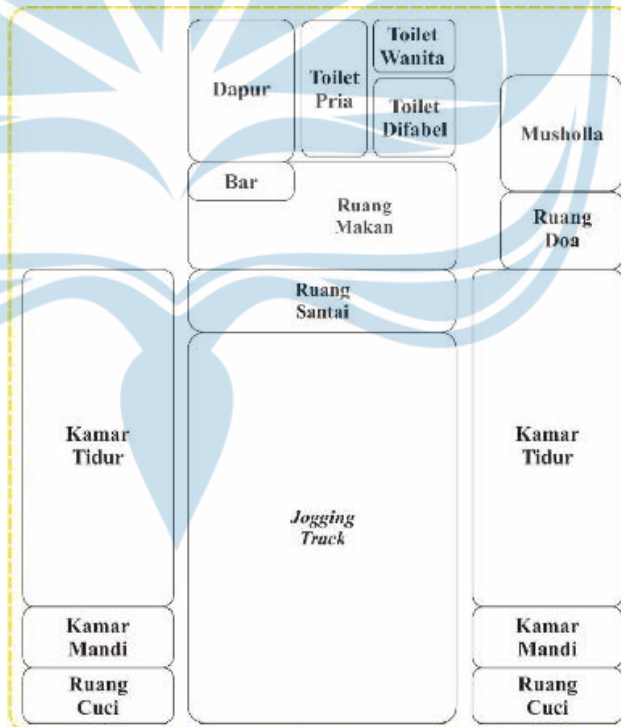 Dapur
Toilet
Pria
Toilet
Wanita
Toilet
Difabel
Musholla
Bar
Ruang
Makan
Ruang
Doa
Ruang
Santai
Kamar
Tidur
Jogging
Track
Kamar
Tidur
Kamar
Mandi
Kamar
Mandi
Ruang
Cuci
Ruang
Cuci